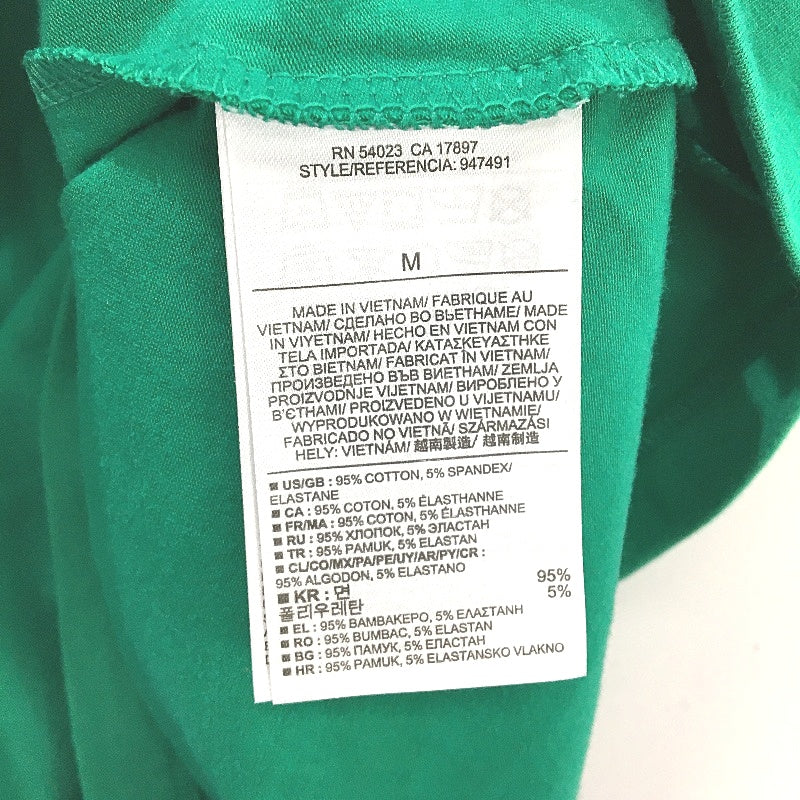 RN 54023 CA 17897
STYLE/REFERENCIA: 947491
M
MADE IN VIETNAM/ FABRIQUE AU
VIETNAM/ СДЕЛАНО ВО ВЬЕТНАМЕ/ MADE
IN VIYETNAM/ HECHO EN VIETNAM CON
TELA IMPORTADA/ ΚΑΤΑΣΚΕΥΑΣΤΗΚΕ
ΣΤΟ ΒΙΕΤΝΑΜ/ FABRICAT ÎN VIETNAM/
ПРОИЗВЕДЕНО ВЪВ ВИЕТНАМ/ ZEMLJA
PROIZVODNJE VIJETNAM/ ВИРОБЛЕНО У
В'ЄТНАМІ/ PROIZVEDENO U VIJETNAMU/
WYPRODUKOWANO W WIETNAMIE/
FABRICADO NO VIETNÃ/ SZÁRMAZÁSI
HELY: VIETNÁM/ 越南製造/ 越南制造
US/GB : 95% COTTON, 5% SPANDEX/
ELASTANE
CA : 95% COTON, 5% ÉLASTHANNE
FR/MA : 95% COTON, 5% ÉLASTHANNE
RU : 95% ХЛОПОК, 5% ЭЛАСТАН
TR : 95% PAMUK, 5% ELASTAN
CL/CO/MX/PA/PE/UY/AR/PY/CR :
95% ALGODON, 5% ELASTANO
KR : 면 95%
폴리우레탄 5%
EL : 95% ΒΑΜΒΑΚΕΡΟ, 5% ΕΛΑΣΤΑΝΗ
RO : 95% BUMBAC, 5% ELASTAN
BG : 95% ПАМУК, 5% ЕЛАСТАН
HR : 95% PAMUK, 5% ELASTANSKO VLAKNO